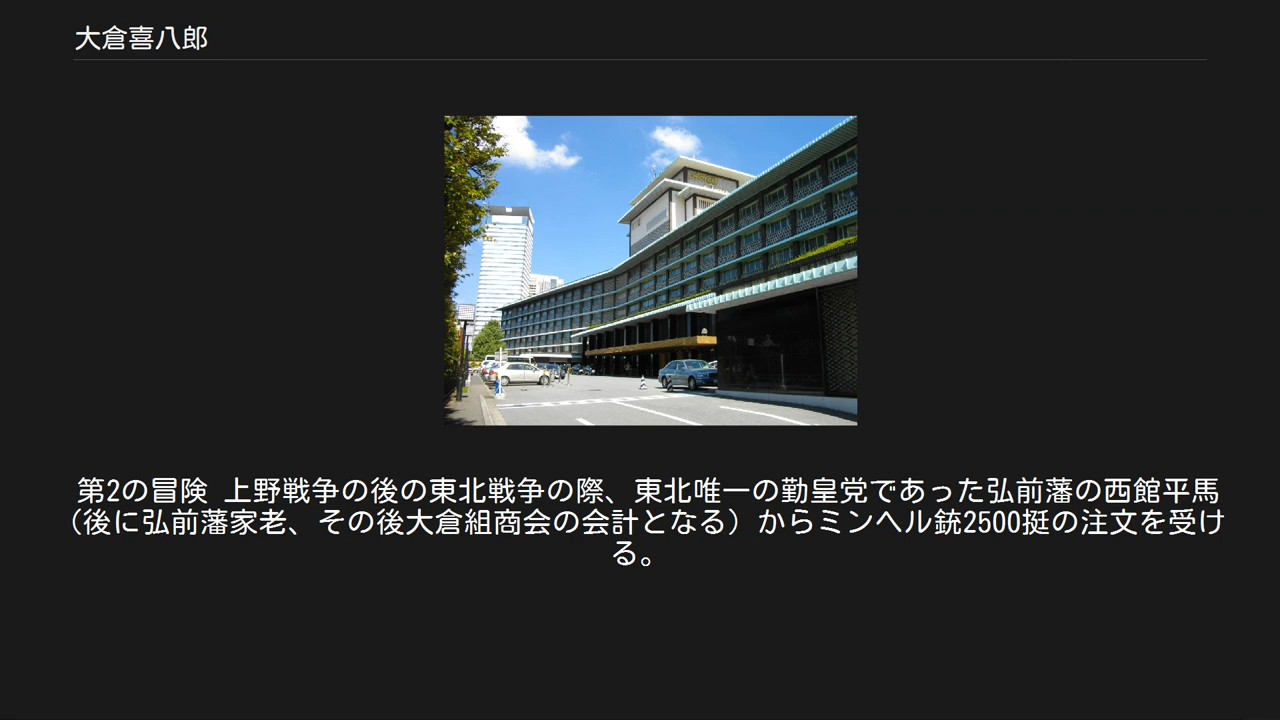 大倉喜八郎
第2の冒険 上野戦争の後の東北戦争の際、東北唯一の勤皇党であった弘前藩の西館平馬
（後に弘前藩家老、その後大倉組商会の会計となる）からミンヘル銃2500挺の注文を受け
る。